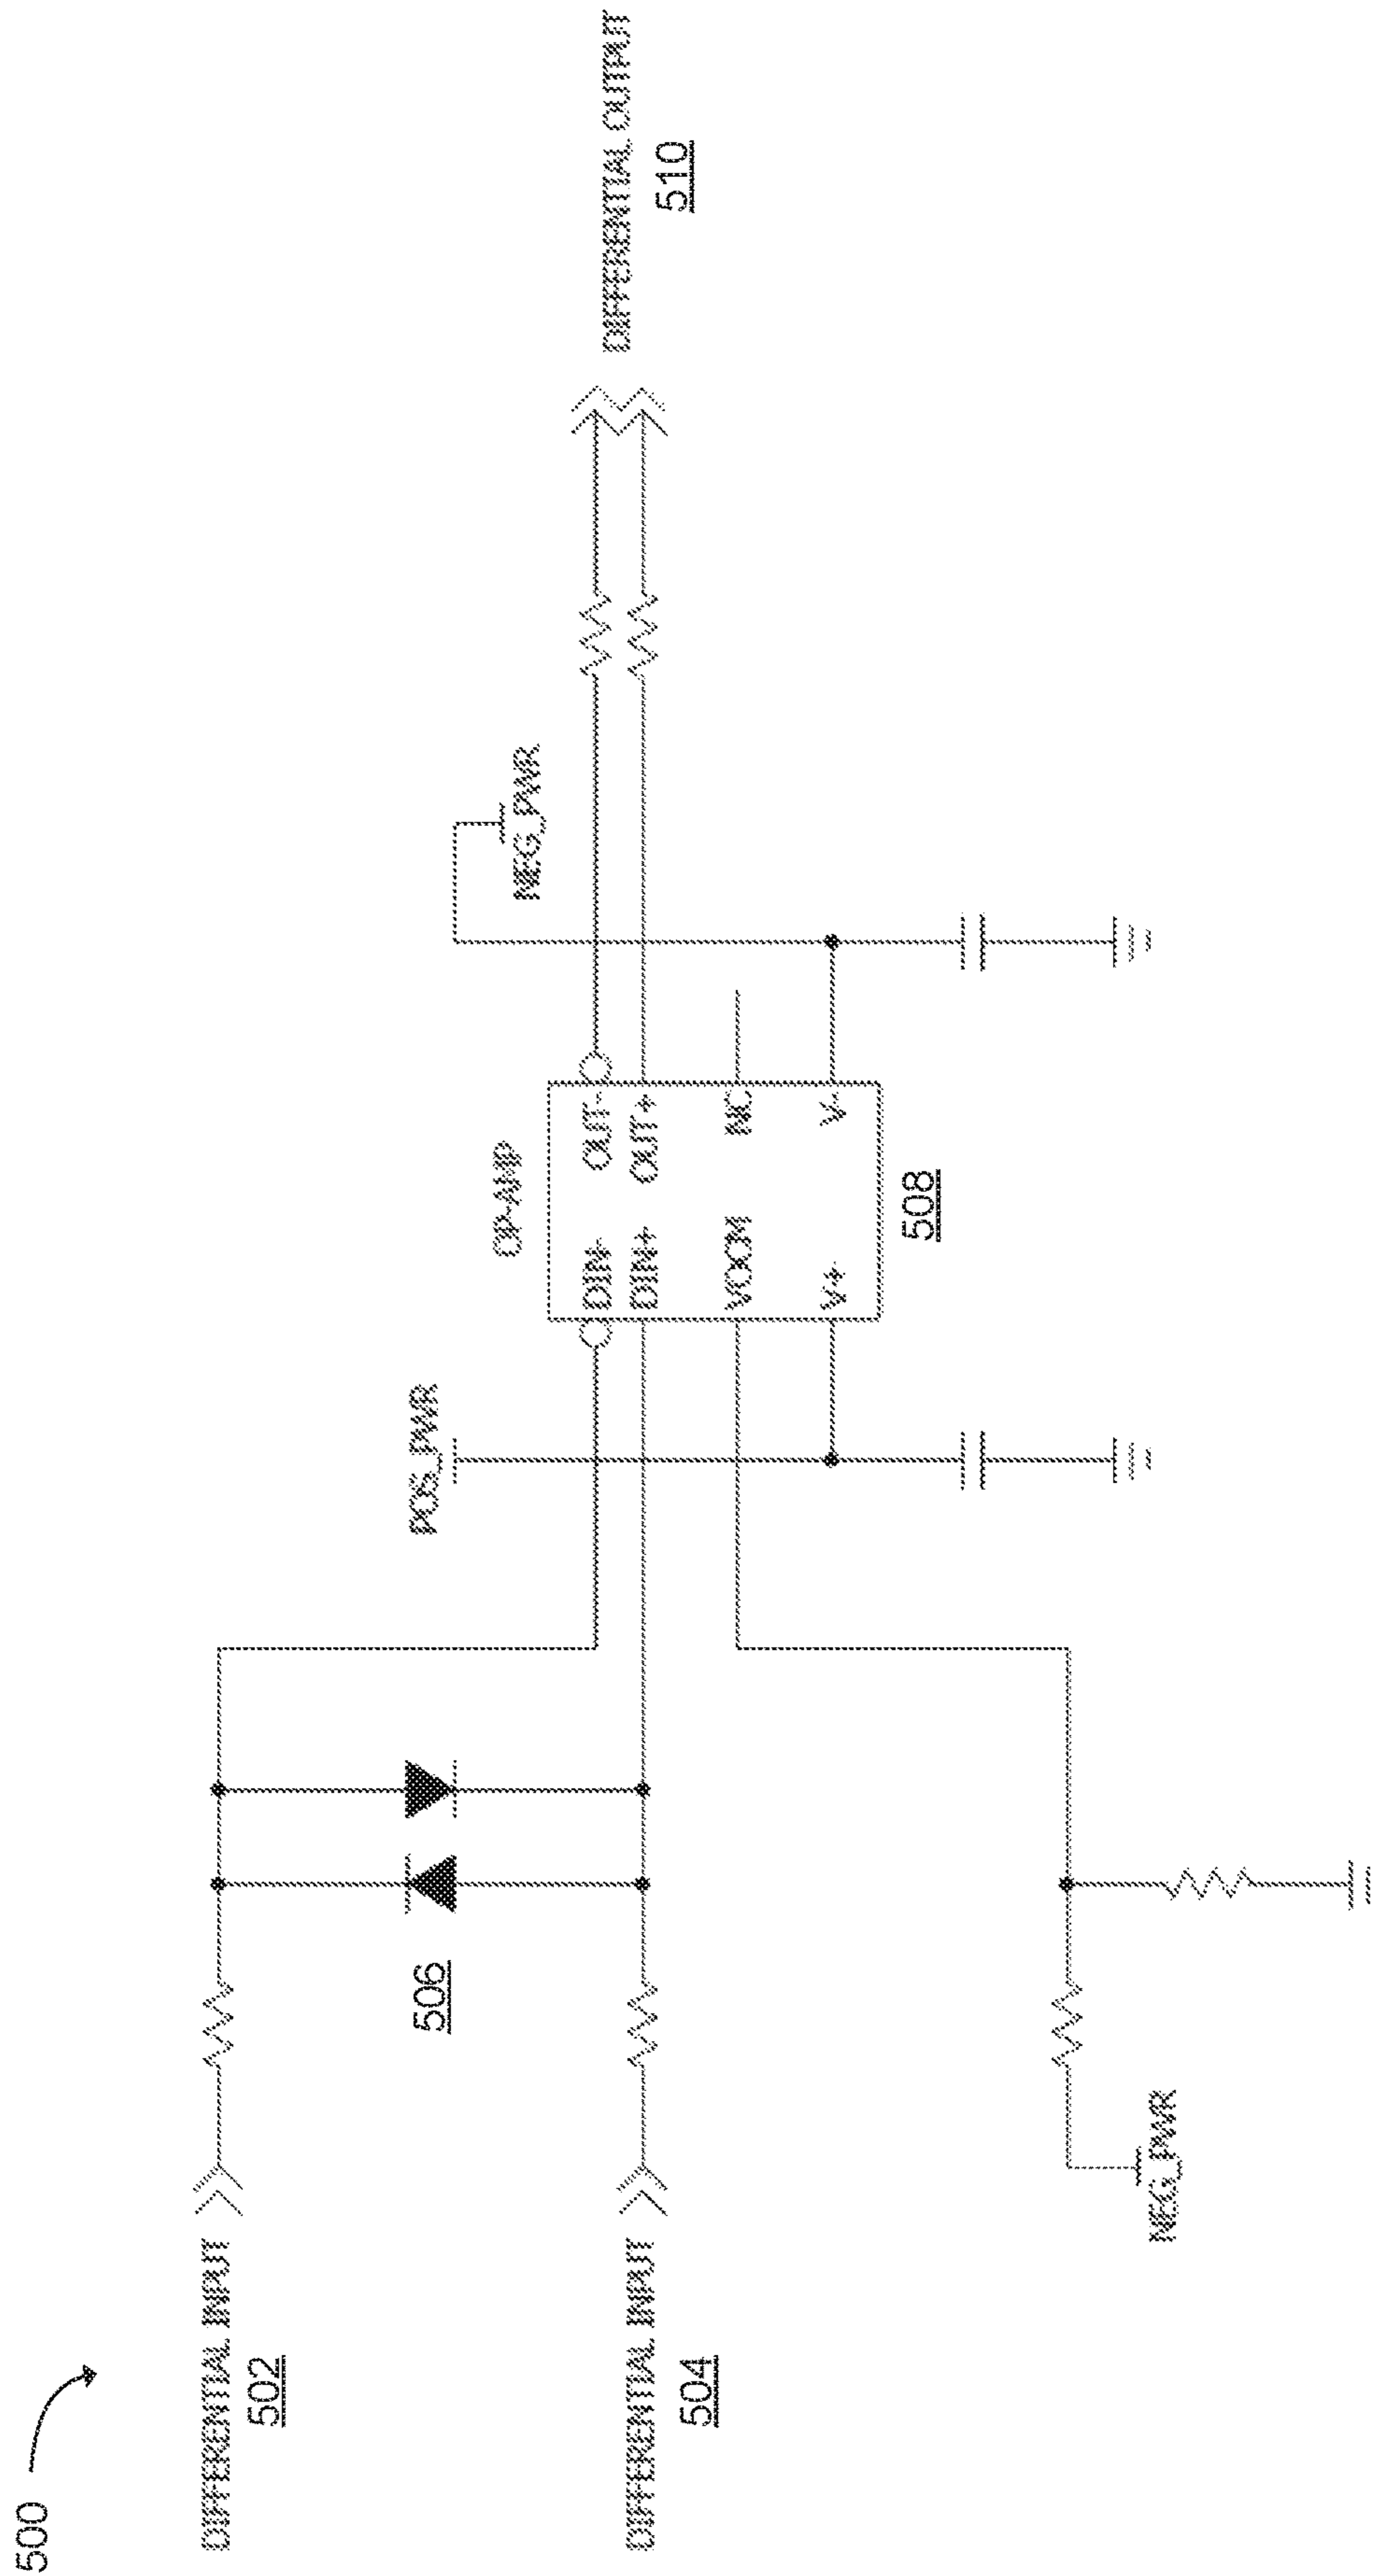 500
DIFFERENTIAL INPUT
502
DIFFERENTIAL INPUT
504
506
POS_PWR
NEG_PWR
OP-AMP
DIN-
DIN+
VOCM
V+
OUT-
OUT+
NC
V-
508
NEG_PWR
DIFFERENTIAL OUTPUT
510